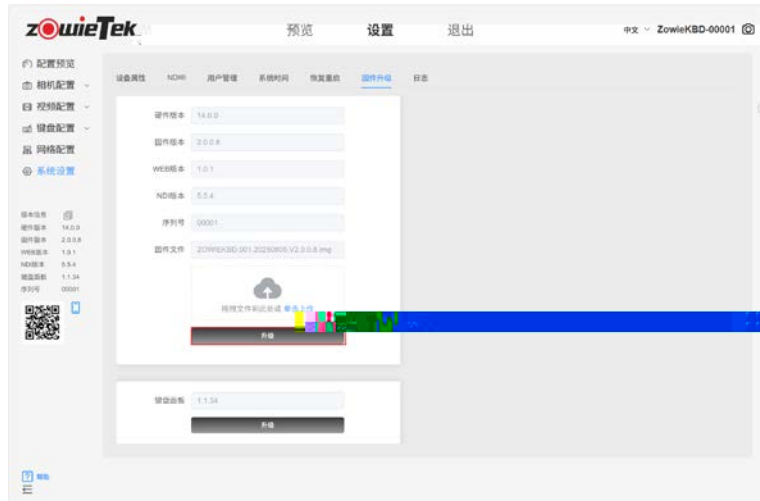 zowieTek
预览 设置 退出
中文 ZowieKBD-00001
配置预览
相机配置
视频配置
键盘配置
网络配置
系统设置
设备属性 NDI 用户管理 系统时间 恢复重启 固件升级 日志
硬件版本 14.0.0
固件版本 2.0.0.8
WEB版本 1.0.1
NDI版本 5.5.4
序列号 00001
固件文件
拖拽文件到此处或 单击上传
升级
键盘面板 1.1.34
升级
版本信息
硬件版本 14.0.0
固件版本 2.0.0.8
WEB版本 1.0.1
NDI版本 5.5.4
键盘面板 1.1.34
序列号 00001
帮助